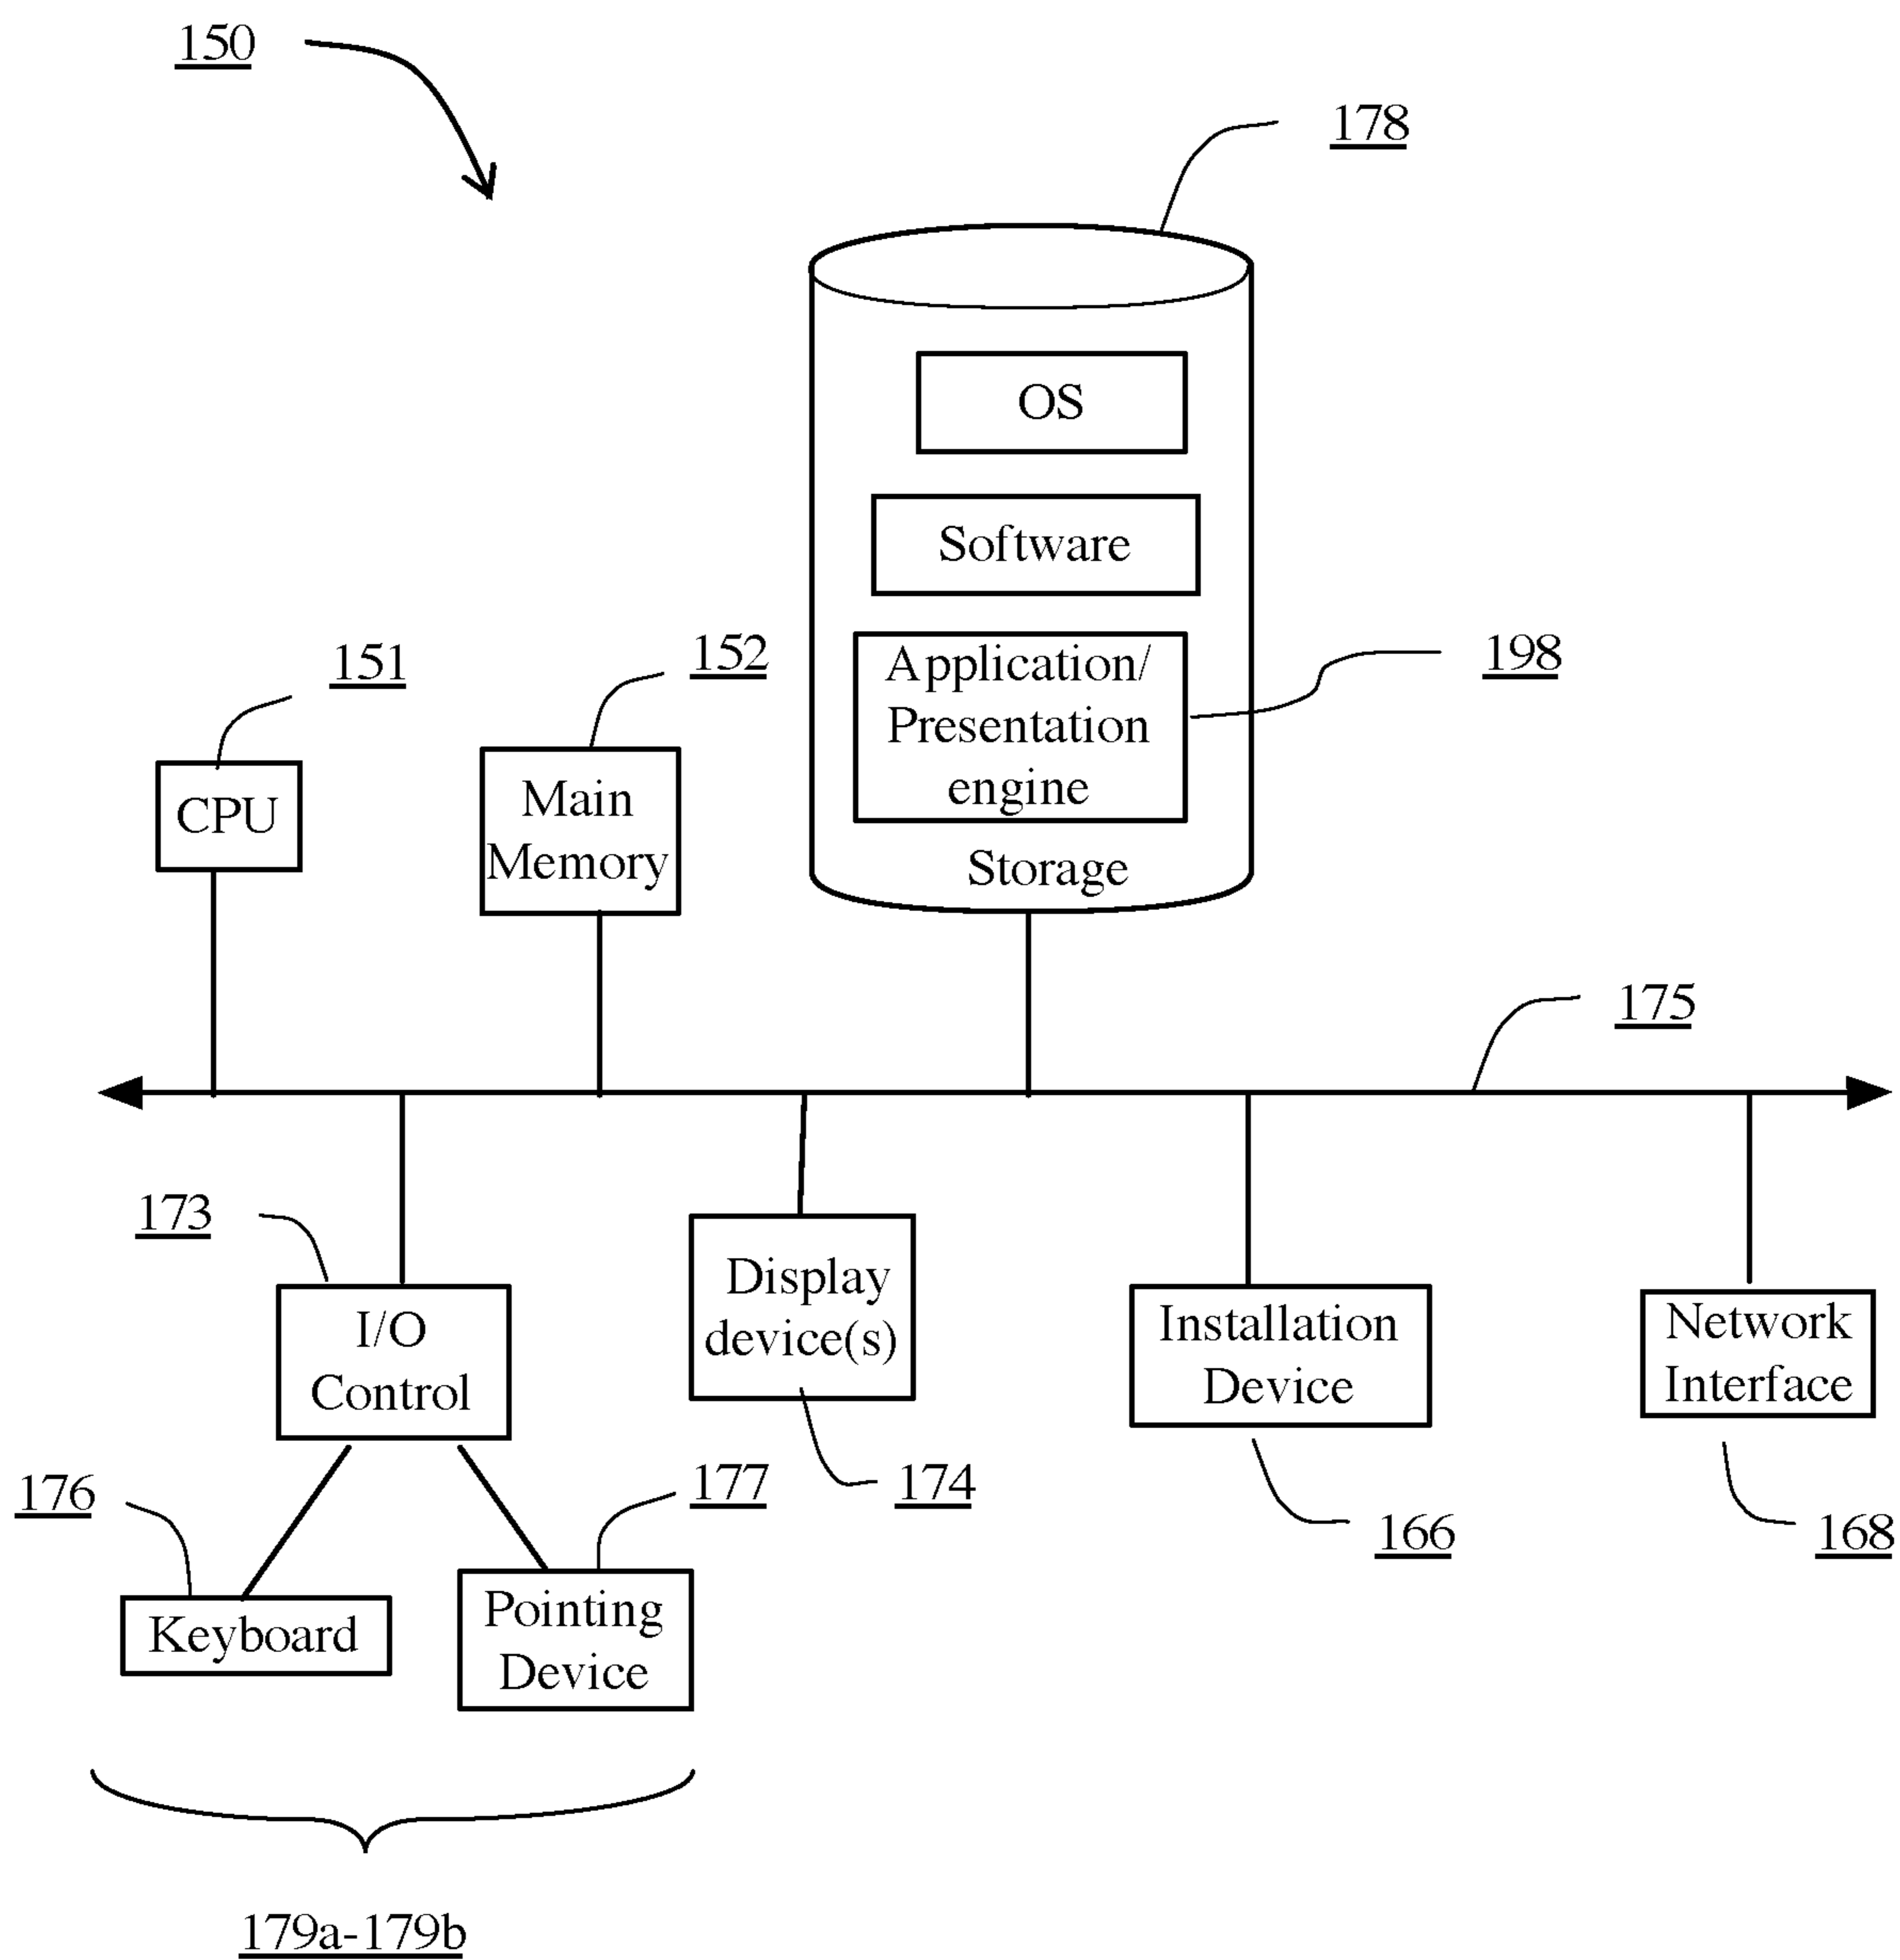 150
178
OS
Software
Application/
Presentation
engine
Storage
198
151
CPU
152
Main
Memory
175
173
I/O
Control
Display
device(s)
174
Installation
Device
166
Network
Interface
168
176
Keyboard
177
Pointing
Device
179a-179b